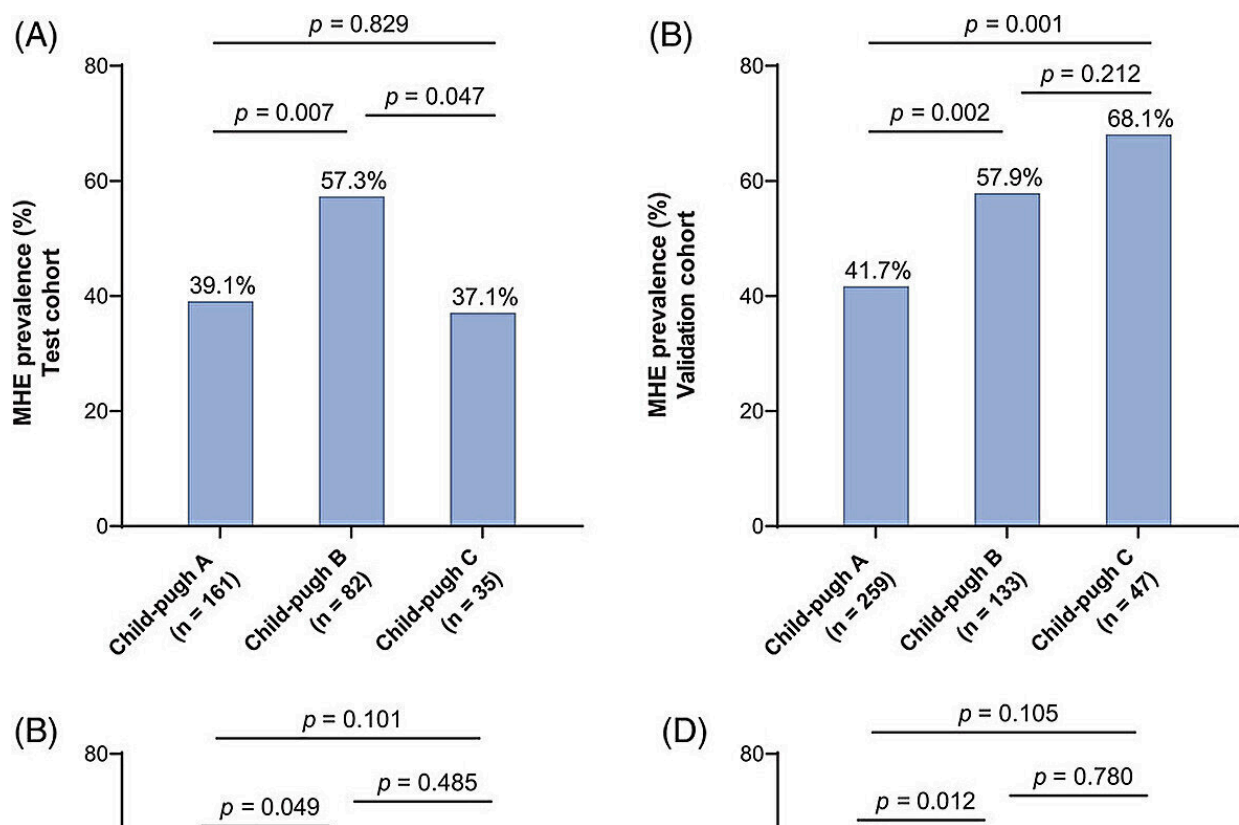 (A)
p = 0.829
p = 0.007
p = 0.047
80
60
40
20
0
MHE prevalence (%)
Test cohort
39.1%
57.3%
37.1%
Child-pugh A
(n = 161)
Child-pugh B
(n = 82)
Child-pugh C
(n = 35)
(B)
p = 0.001
p = 0.212
p = 0.002
80
60
40
20
0
MHE prevalence (%)
Validation cohort
41.7%
57.9%
68.1%
Child-pugh A
(n = 259)
Child-pugh B
(n = 133)
Child-pugh C
(n = 47)
(B)
p = 0.101
80
p = 0.485
p = 0.049
(D)
p = 0.105
80
p = 0.780
p = 0.012